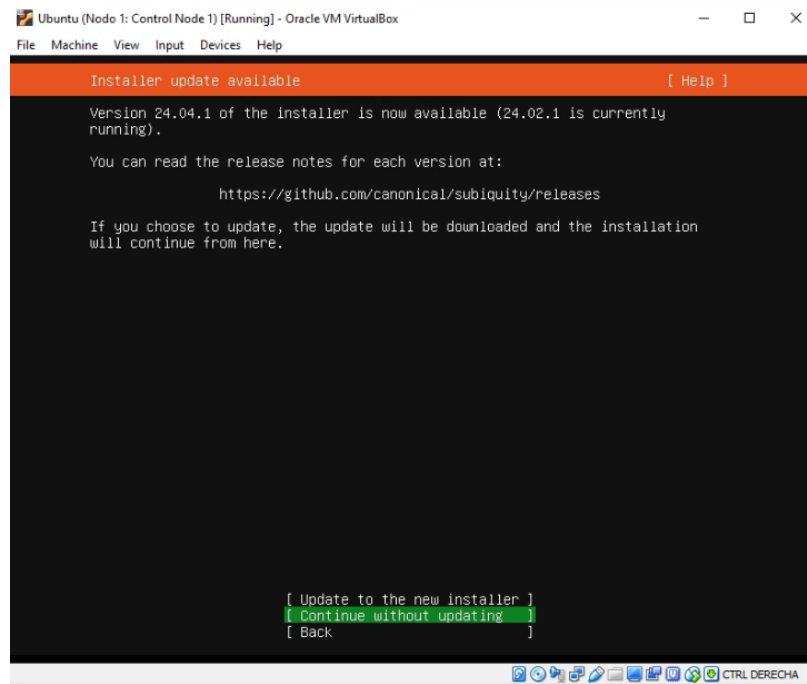 Ubuntu (Nodo 1: Control Node 1) [Running] - Oracle VM VirtualBox
File Machine View Input Devices Help
Installer update available [ Help ]
Version 24.04.1 of the installer is now available (24.02.1 is currently
running).
You can read the release notes for each version at:
https://github.com/canonical/subiquity/releases
If you choose to update, the update will be downloaded and the installation
will continue from here.
[ Update to the new installer ]
[ Continue without updating ]
[ Back ]
CTRL DERECHA